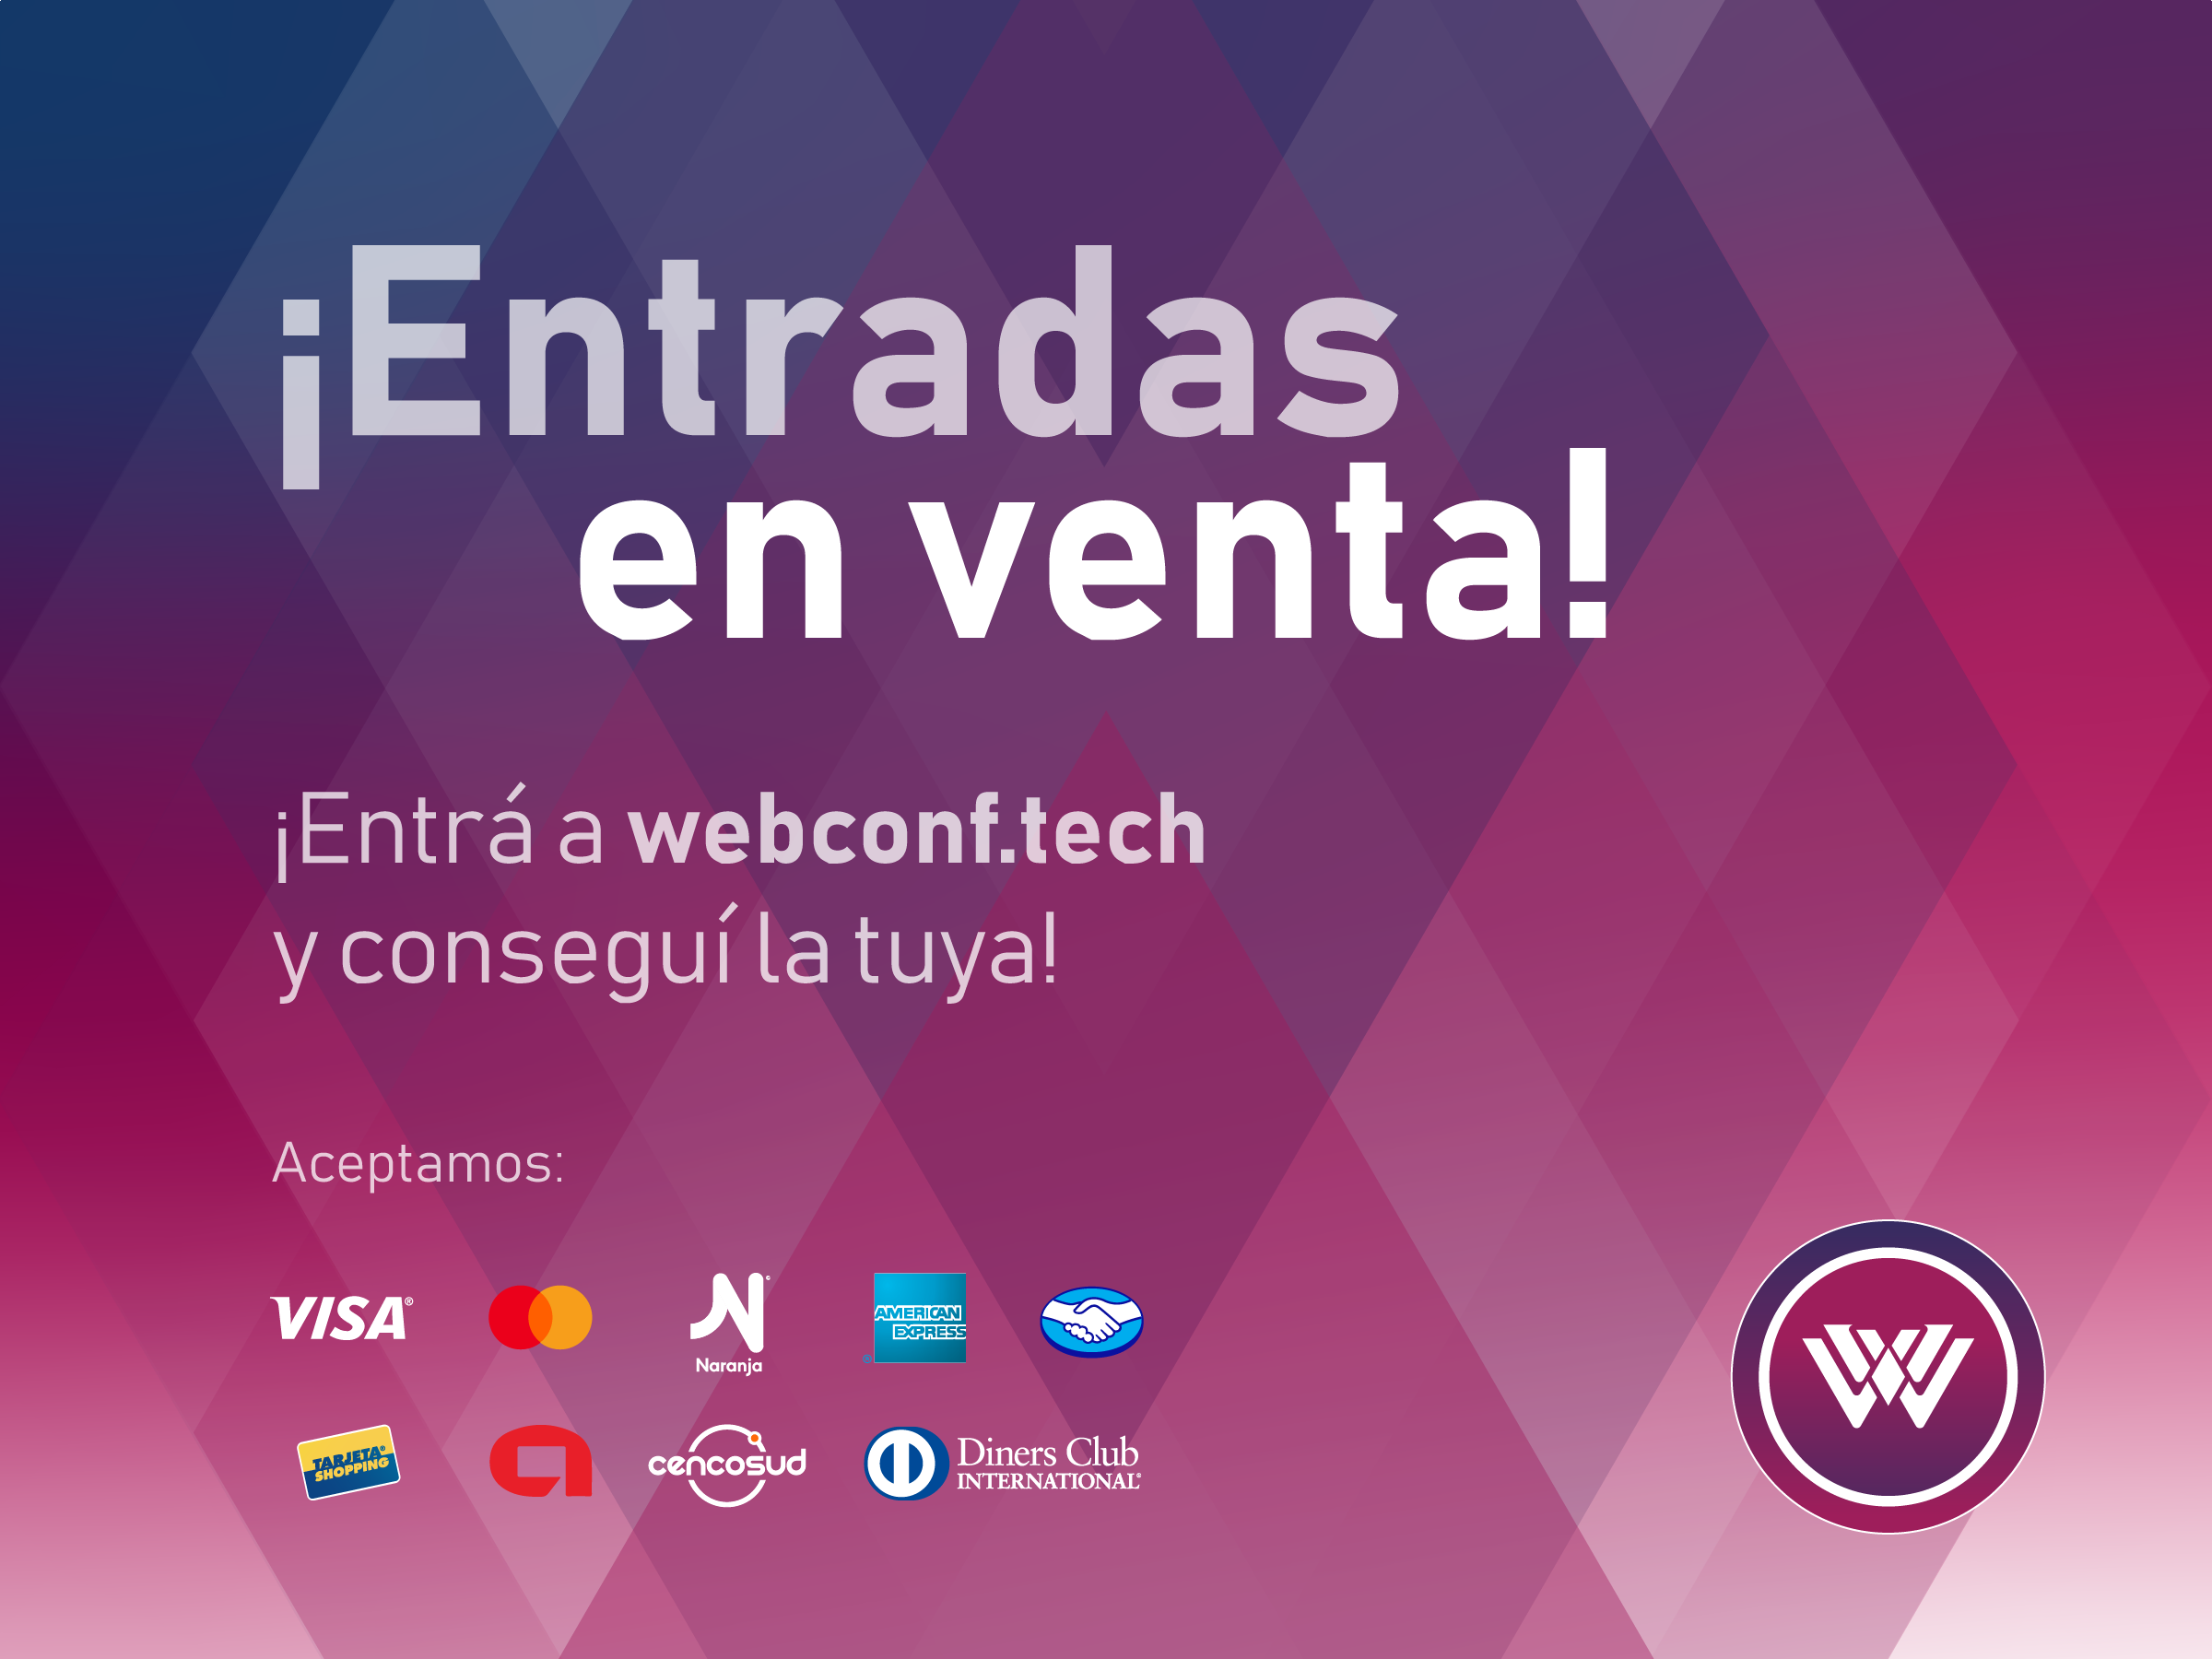 ¡Entradas
en venta!
¡Entrá a webconf.tech
y conseguí la tuya!
Aceptamos:
VISA®
Naranja
AMERICAN
EXPRESS
TARJETA®
SHOPPING
cencosud
Diners Club
INTERNATIONAL®